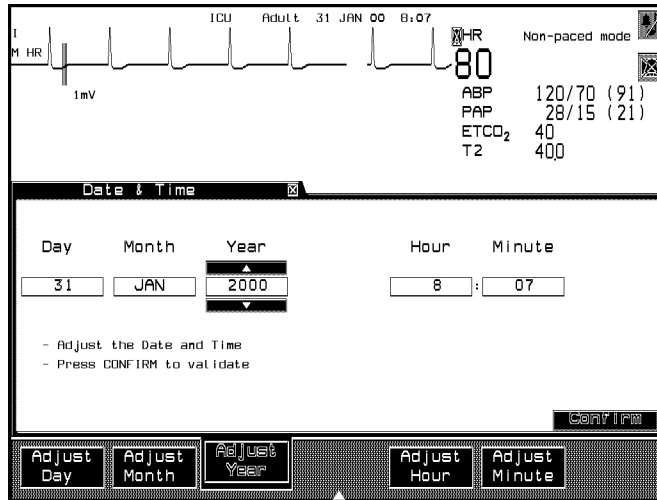 ICU Adult 31 JAN 00 8:07
I
M HR
1mV
HR Non-paced mode
80
ABP 120/70 (91)
PAP 28/15 (21)
ETCO2 40
T2 40.0
Date & Time
Day Month Year Hour Minute
31 JAN 2000 8 : 07
- Adjust the Date and Time
- Press CONFIRM to validate
Confirm
Adjust Day
Adjust Month
Adjust Year
Adjust Hour
Adjust Minute